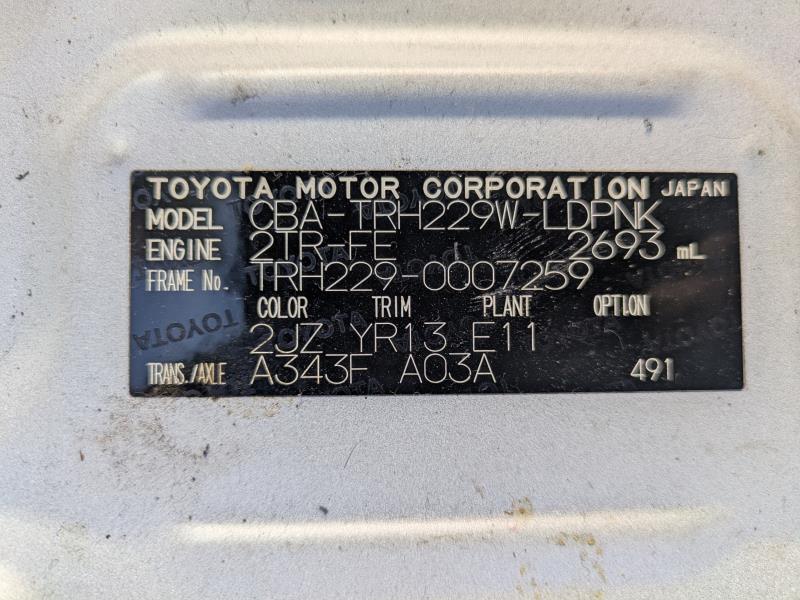 TOYOTA MOTOR CORPORATION JAPAN
MODEL CBA-TRH229W-LDPNK
ENGINE 2TR-FE 2693 mL
FRAME No. TRH229-0007259
COLOR TRIM PLANT OPTION
2JZ YR13 E11
TRANS./AXLE A343F A03A 491